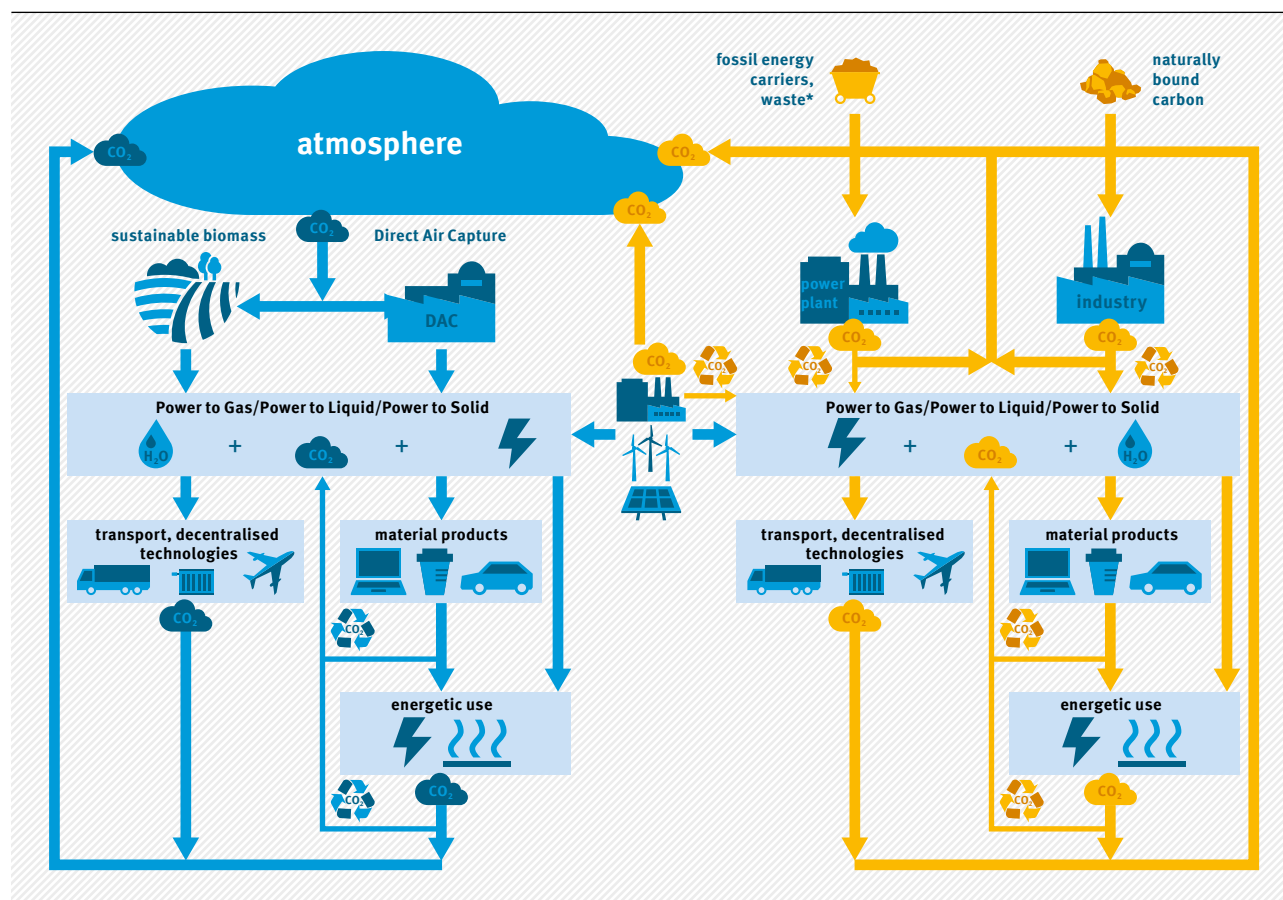 fossil energy
carriers,
waste*
naturally
bound
carbon
atmosphere
CO₂
CO₂
CO₂
CO₂
sustainable biomass
Direct Air Capture
DAC
power
plant
industry
CO₂
CO₂
CO₂
CO₂
CO₂
CO₂
Power to Gas/Power to Liquid/Power to Solid
H₂O
+
CO₂
+
Power to Gas/Power to Liquid/Power to Solid
+
CO₂
+
H₂O
transport, decentralised
technologies
material products
transport, decentralised
technologies
material products
CO₂
CO₂
CO₂
CO₂
energetic use
energetic use
CO₂
CO₂
CO₂
CO₂